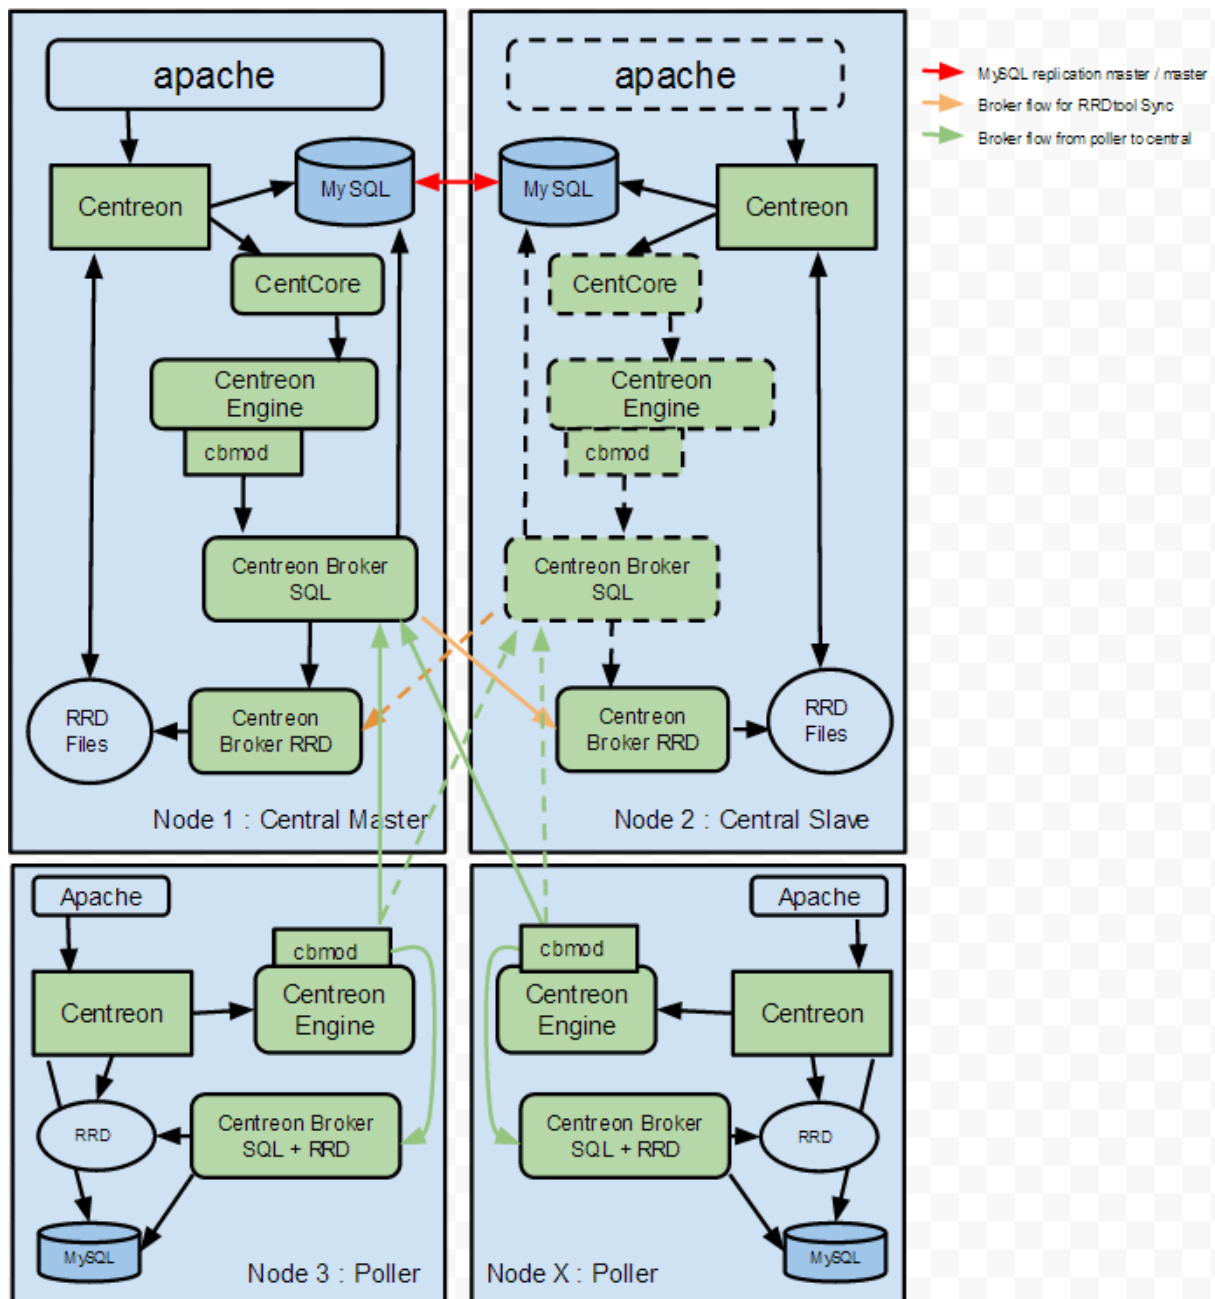 apache
Centreon
My SQL
CentCore
Centreon
Engine
cbmod
Centreon Broker
SQL
RRD
Files
Centreon
Broker RRD
Node 1 : Central Master
apache
My SQL
Centreon
CentCore
Centreon
Engine
cbmod
Centreon Broker
SQL
Centreon
Broker RRD
RRD
Files
Node 2 : Central Slave
MySQL replication master / master
Broker flow for RRDtool Sync
Broker flow from poller to central
Apache
cbmod
Centreon
Centreon
Engine
RRD
Centreon Broker
SQL + RRD
MySQL
Node 3 : Poller
Apache
cbmod
Centreon
Engine
Centreon
Centreon Broker
SQL + RRD
RRD
MySQL
Node X : Poller